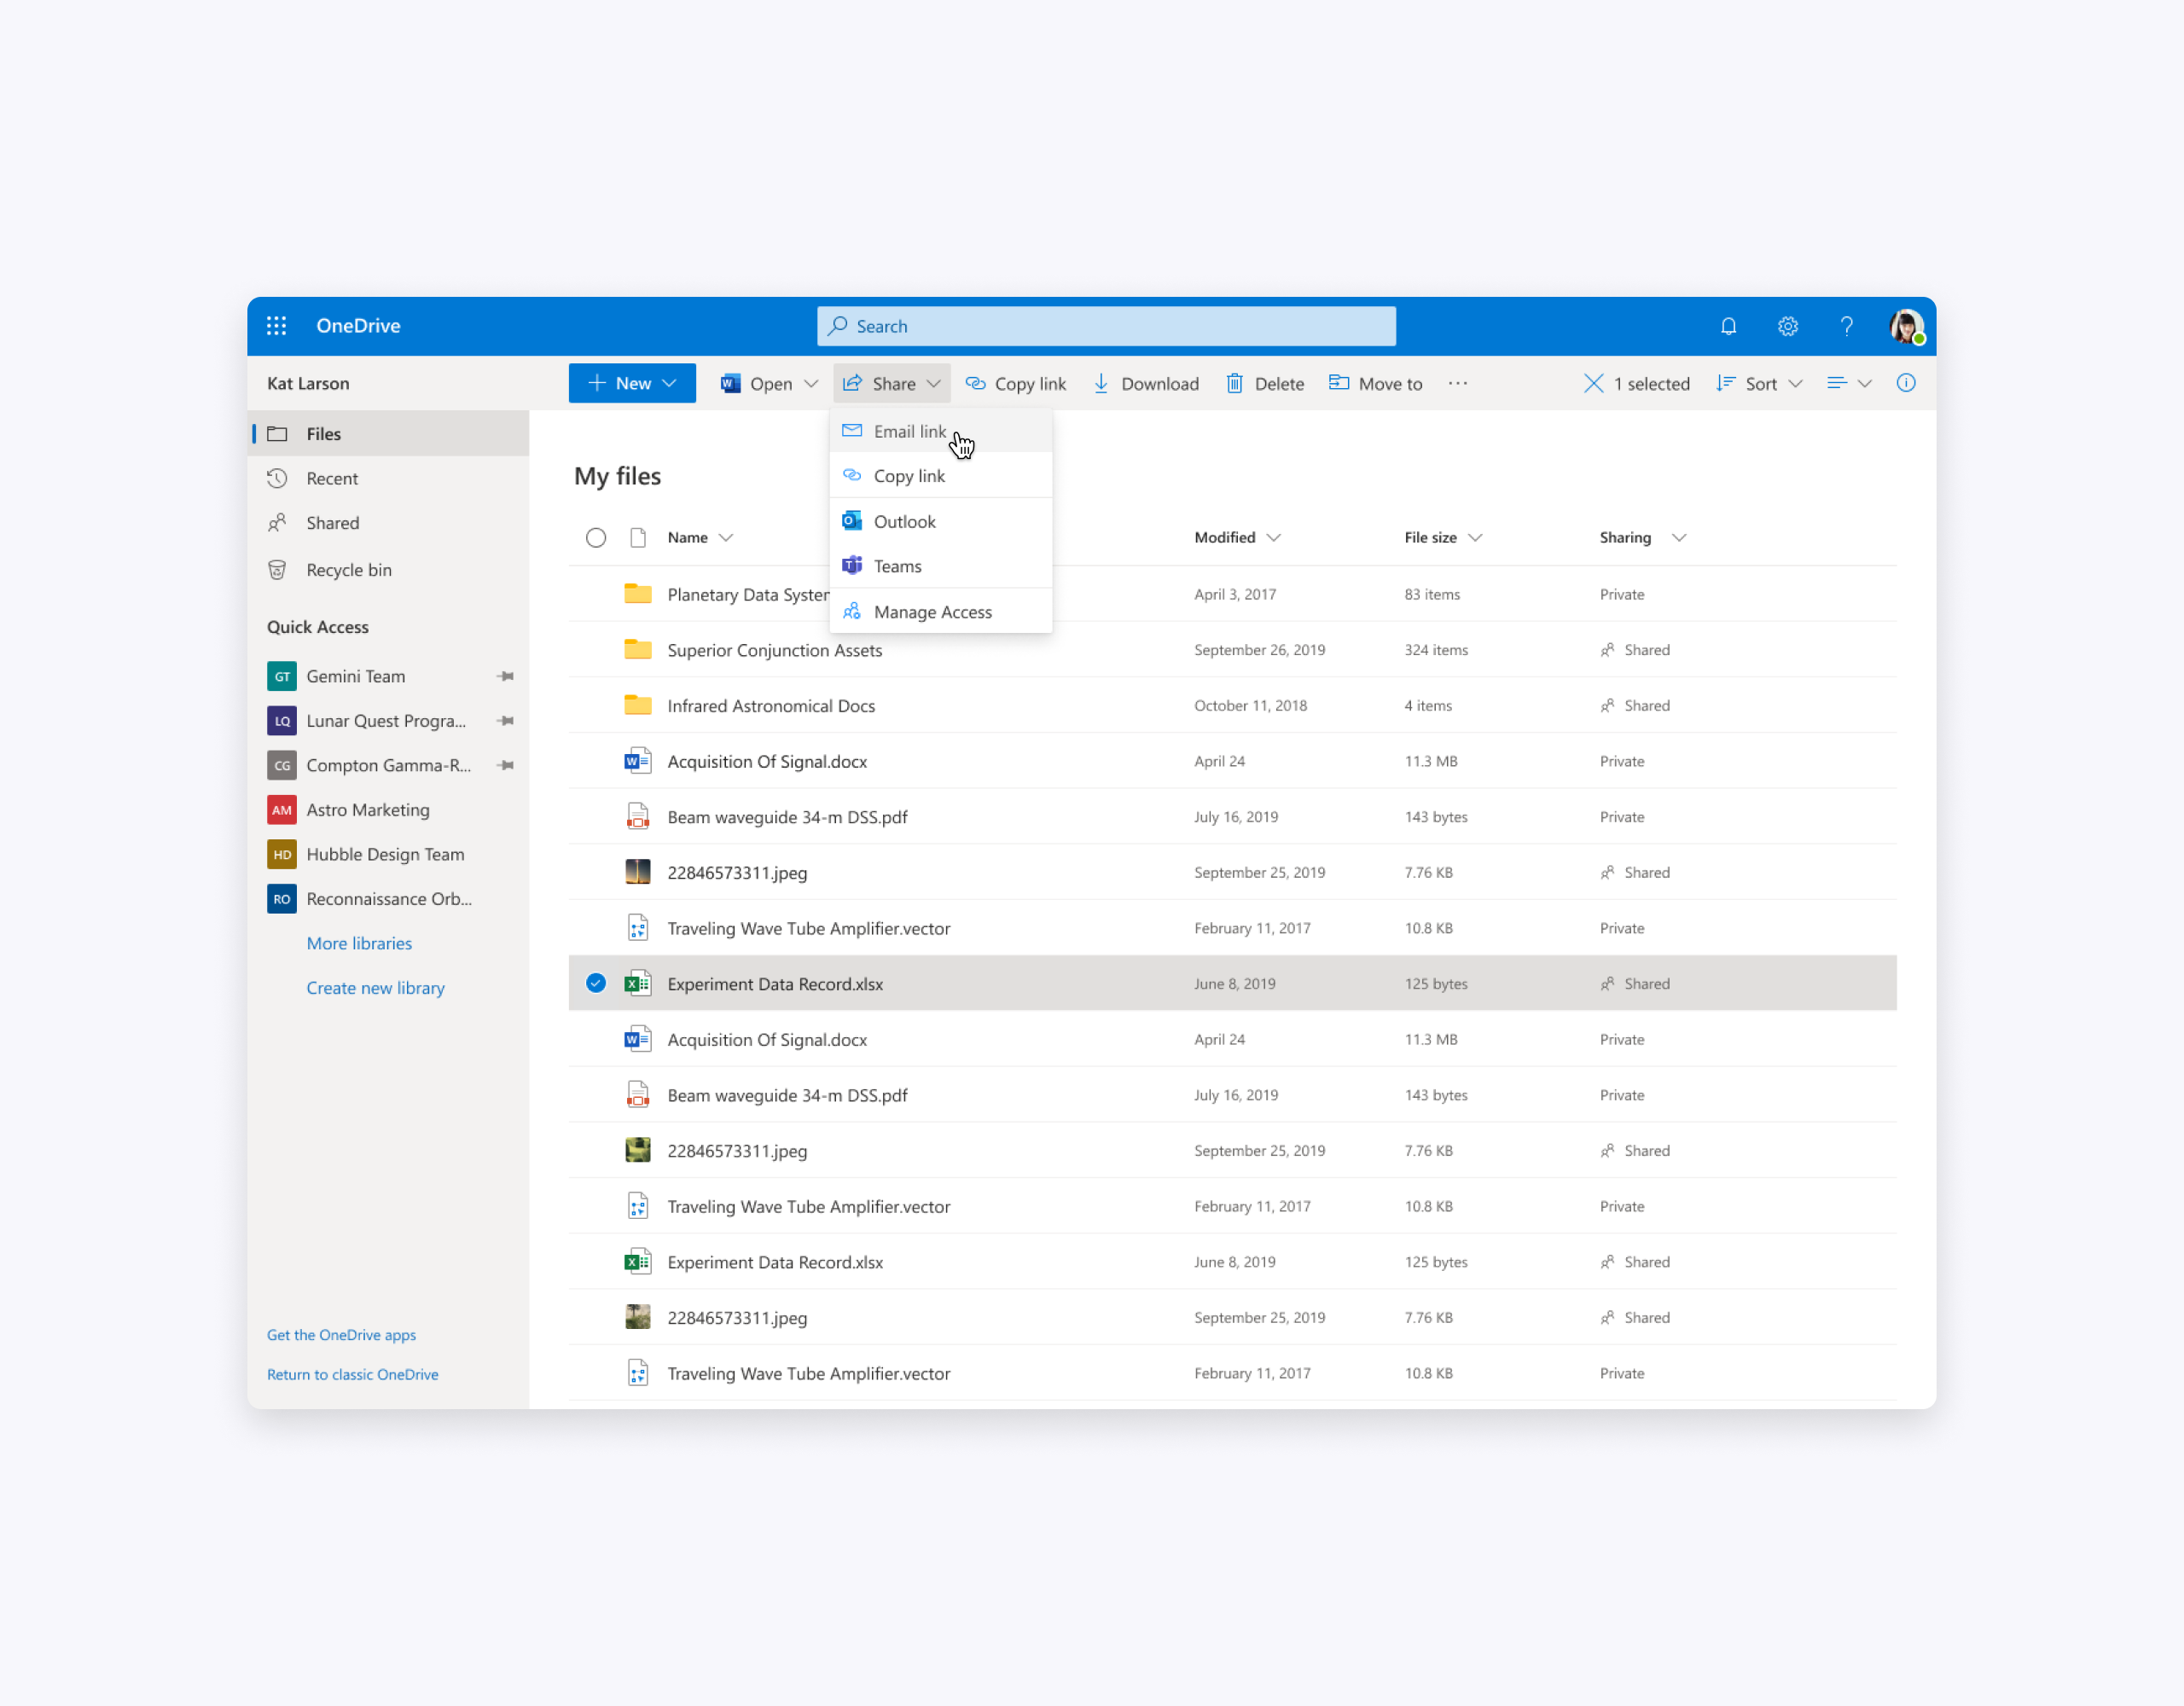 OneDrive
Search
Kat Larson
New
Open
Share
Copy link
Download
Delete
Move to
1 selected
Sort
Files
Recent
Shared
Recycle bin
Quick Access
GT Gemini Team
LQ Lunar Quest Progra...
CG Compton Gamma-R...
AM Astro Marketing
HD Hubble Design Team
RO Reconnaissance Orb...
More libraries
Create new library
Get the OneDrive apps
Return to classic OneDrive
Email link
Copy link
Outlook
Teams
Manage Access
My files
Name Modified File size Sharing
Planetary Data System April 3, 2017 83 items Private
Superior Conjunction Assets September 26, 2019 324 items Shared
Infrared Astronomical Docs October 11, 2018 4 items Shared
Acquisition Of Signal.docx April 24 11.3 MB Private
Beam waveguide 34-m DSS.pdf July 16, 2019 143 bytes Private
22846573311.jpeg September 25, 2019 7.76 KB Shared
Traveling Wave Tube Amplifier.vector February 11, 2017 10.8 KB Private
Experiment Data Record.xlsx June 8, 2019 125 bytes Shared
Acquisition Of Signal.docx April 24 11.3 MB Private
Beam waveguide 34-m DSS.pdf July 16, 2019 143 bytes Private
22846573311.jpeg September 25, 2019 7.76 KB Shared
Traveling Wave Tube Amplifier.vector February 11, 2017 10.8 KB Private
Experiment Data Record.xlsx June 8, 2019 125 bytes Shared
22846573311.jpeg September 25, 2019 7.76 KB Shared
Traveling Wave Tube Amplifier.vector February 11, 2017 10.8 KB Private